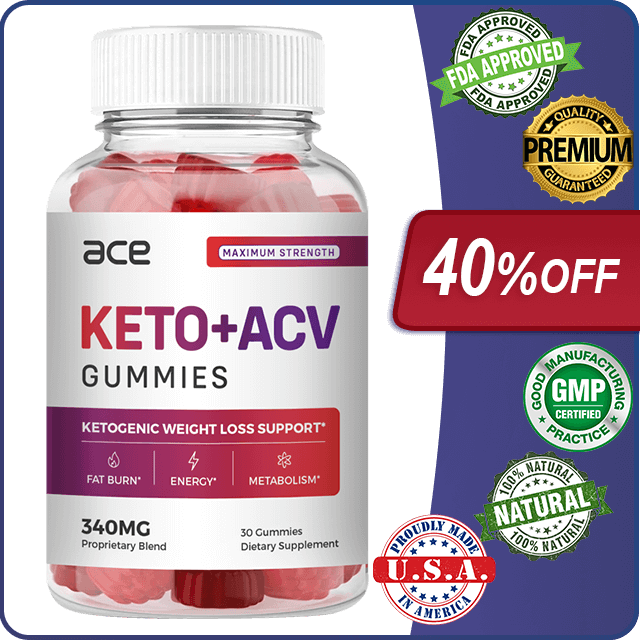 ace
MAXIMUM STRENGTH
KETO+ACV
GUMMIES
KETOGENIC WEIGHT LOSS SUPPORT*
FAT BURN*
ENERGY*
METABOLISM*
340MG
Proprietary Blend
30 Gummies
Dietary Supplement
FDA APPROVED
FDA APPROVED
FDA APPROVED
QUALITY
PREMIUM
GUARANTEED
40%OFF
GOOD MANUFACTURING
GMP
CERTIFIED
PRACTICE
100% NATURAL
NATURAL
100% NATURAL
PROUDLY MADE
U.S.A.
IN AMERICA